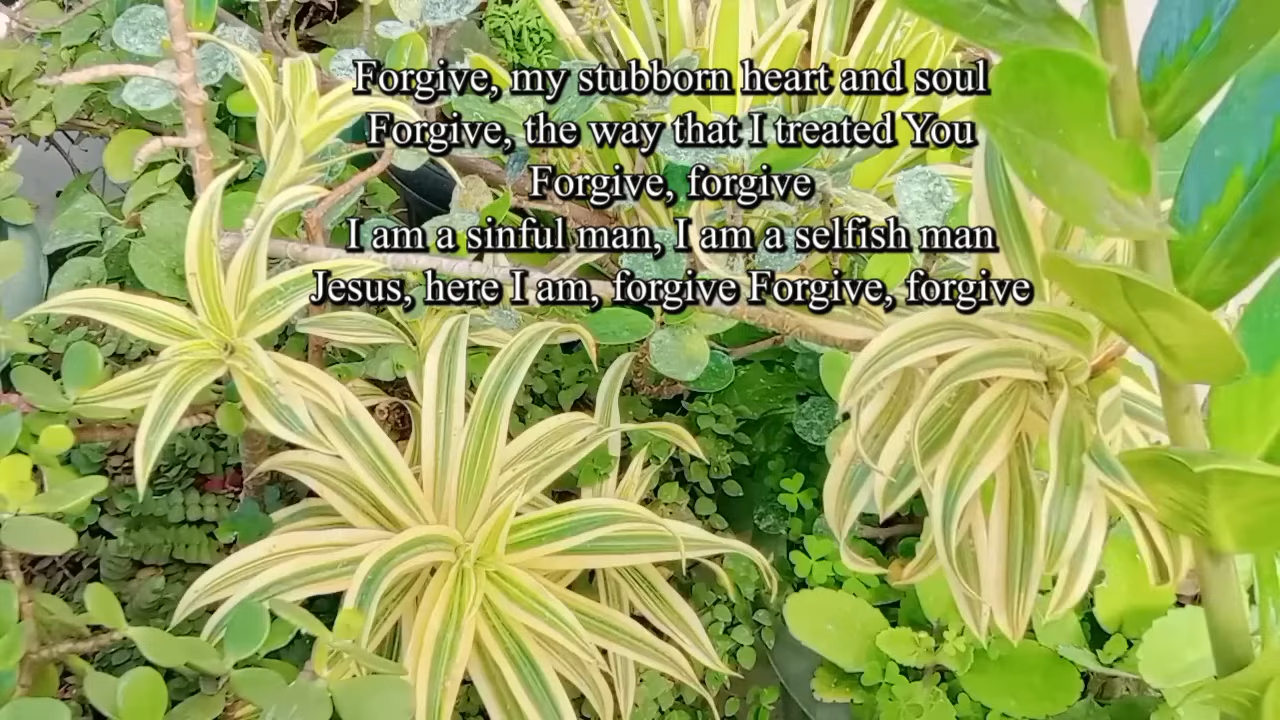 Forgive, my stubborn heart and soul
Forgive, the way that I treated You
Forgive, forgive
I am a sinful man, I am a selfish man
Jesus, here I am, forgive Forgive, forgive